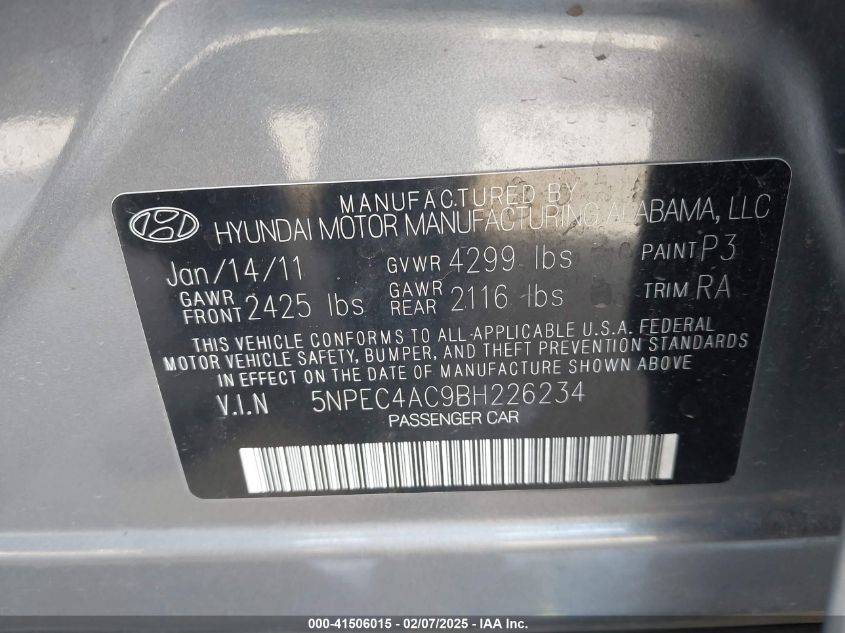 MANUFACTURED BY
HYUNDAI MOTOR MANUFACTURING ALABAMA, LLC
Jan/14/11 GVWR 4299 lbs PAINT P3
GAWR FRONT 2425 lbs GAWR REAR 2116 lbs TRIM RA
THIS VEHICLE CONFORMS TO ALL APPLICABLE U.S.A. FEDERAL
MOTOR VEHICLE SAFETY, BUMPER, AND THEFT PREVENTION STANDARDS
IN EFFECT ON THE DATE OF MANUFACTURE SHOWN ABOVE
V.I.N 5NPEC4AC9BH226234
PASSENGER CAR
000-41506015 - 02/07/2025 - IAA Inc.